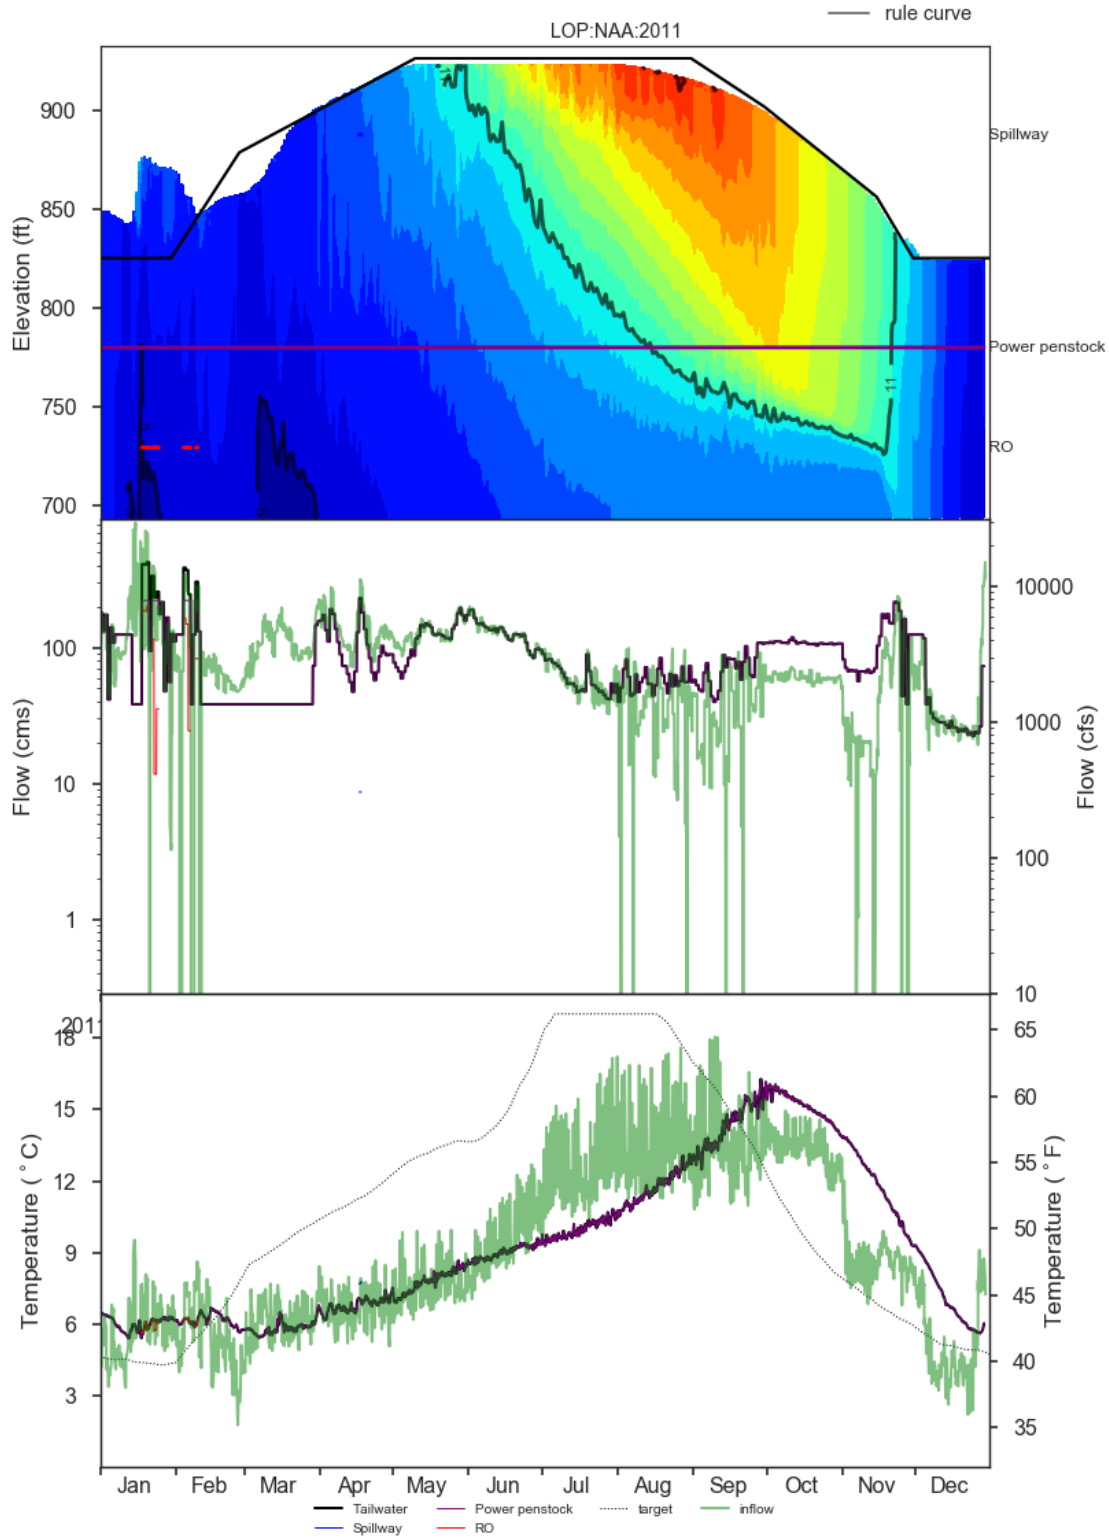 rule curve
LOP:NAA:2011
900
850
800
750
700
Elevation (ft)
Spillway
Power penstock
RO
11
11
100
10
1
Flow (cms)
10000
1000
100
10
Flow (cfs)
18
15
12
9
6
3
Temperature (°C)
65
60
55
50
45
40
35
Temperature (°F)
Jan Feb Mar Apr May Jun Jul Aug Sep Oct Nov Dec
Tailwater Power penstock target inflow
Spillway RO